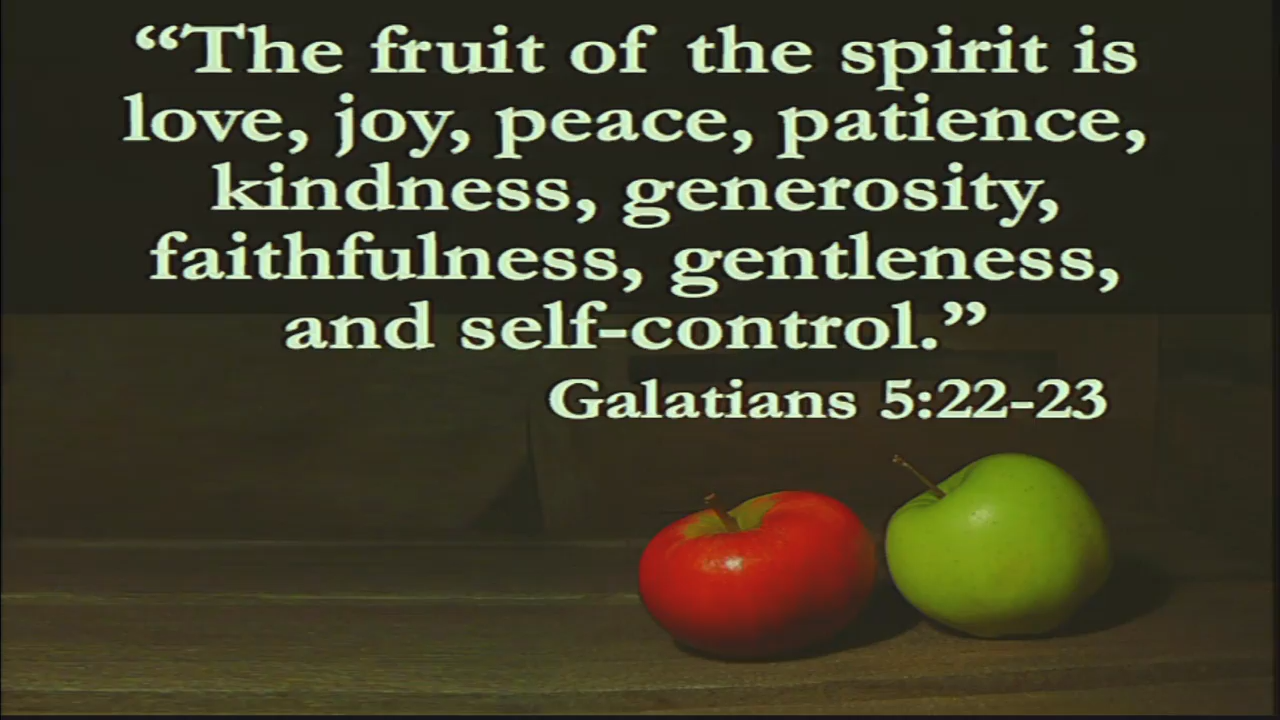 “The fruit of the spirit is
love, joy, peace, patience,
kindness, generosity,
faithfulness, gentleness,
and self-control.”
Galatians 5:22-23